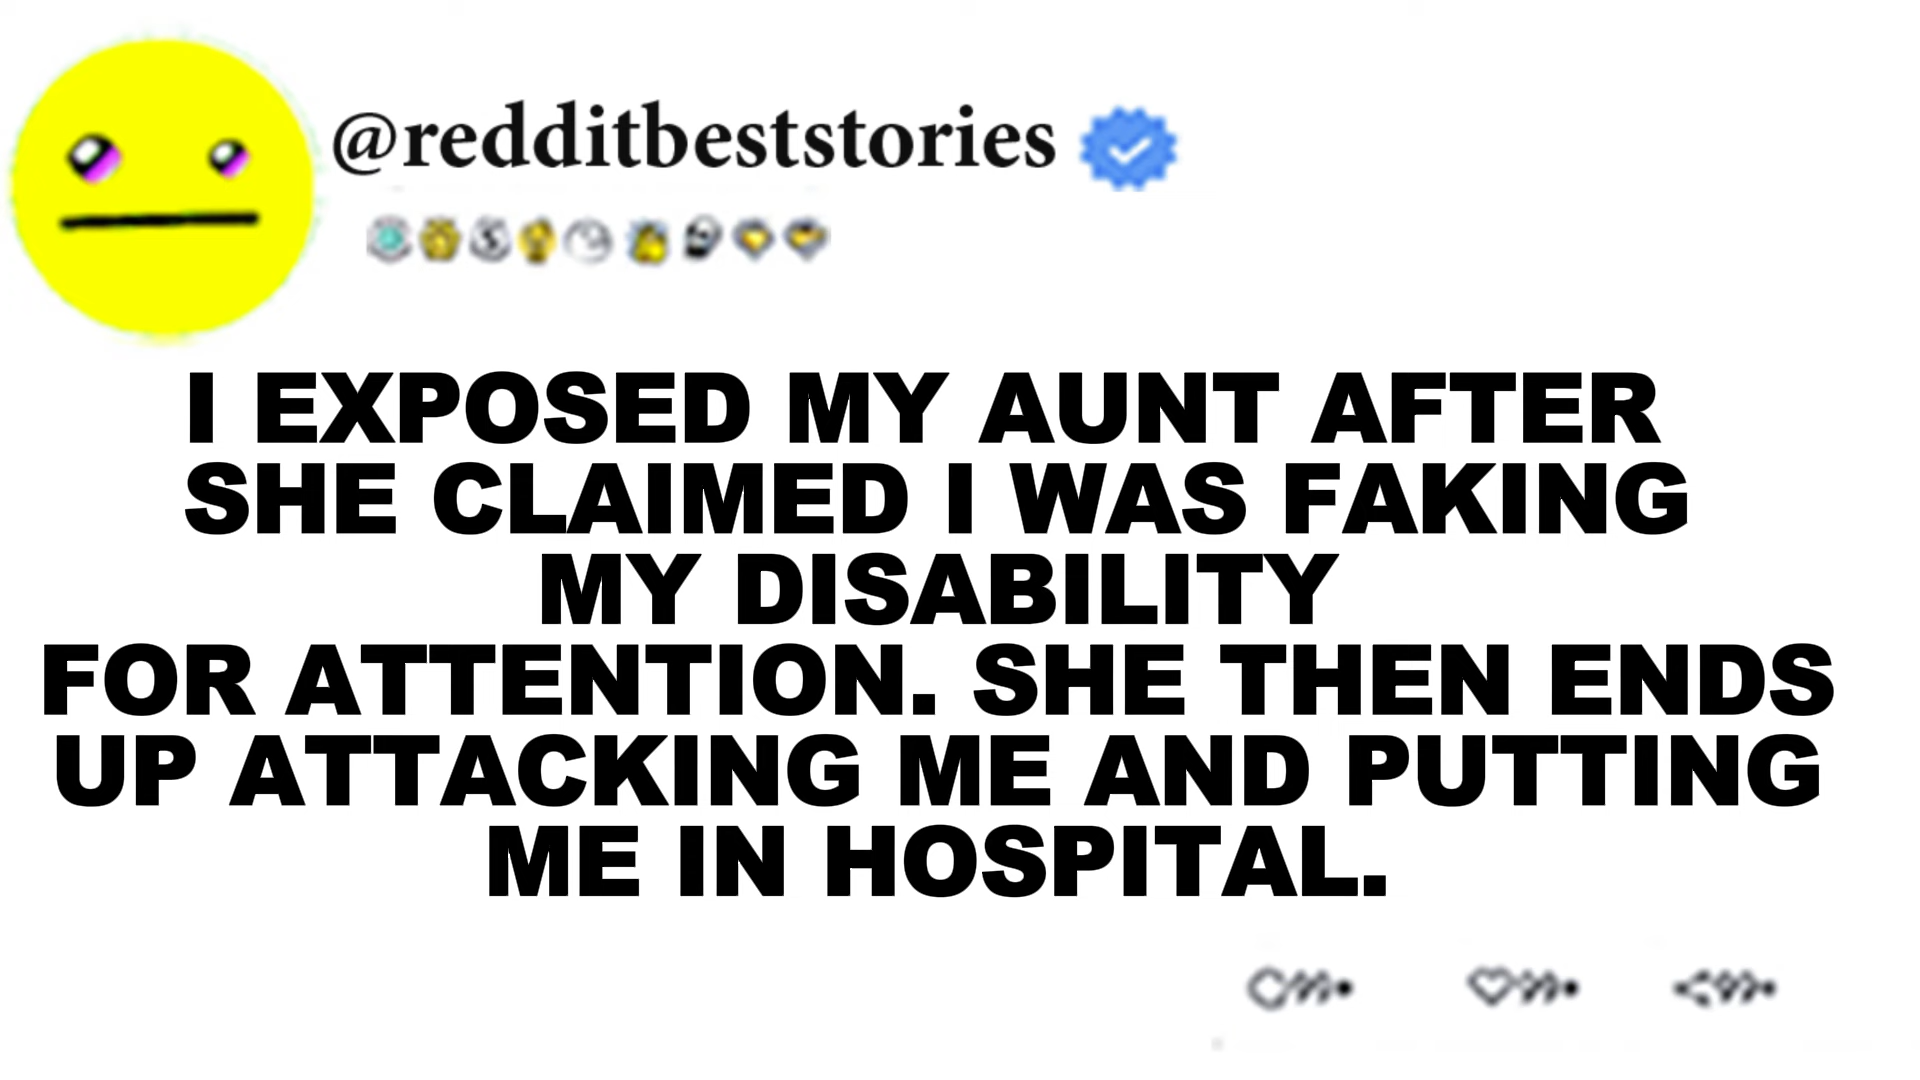 @redditbeststories
I EXPOSED MY AUNT AFTER
SHE CLAIMED I WAS FAKING
MY DISABILITY
FOR ATTENTION. SHE THEN ENDS
UP ATTACKING ME AND PUTTING
ME IN HOSPITAL.